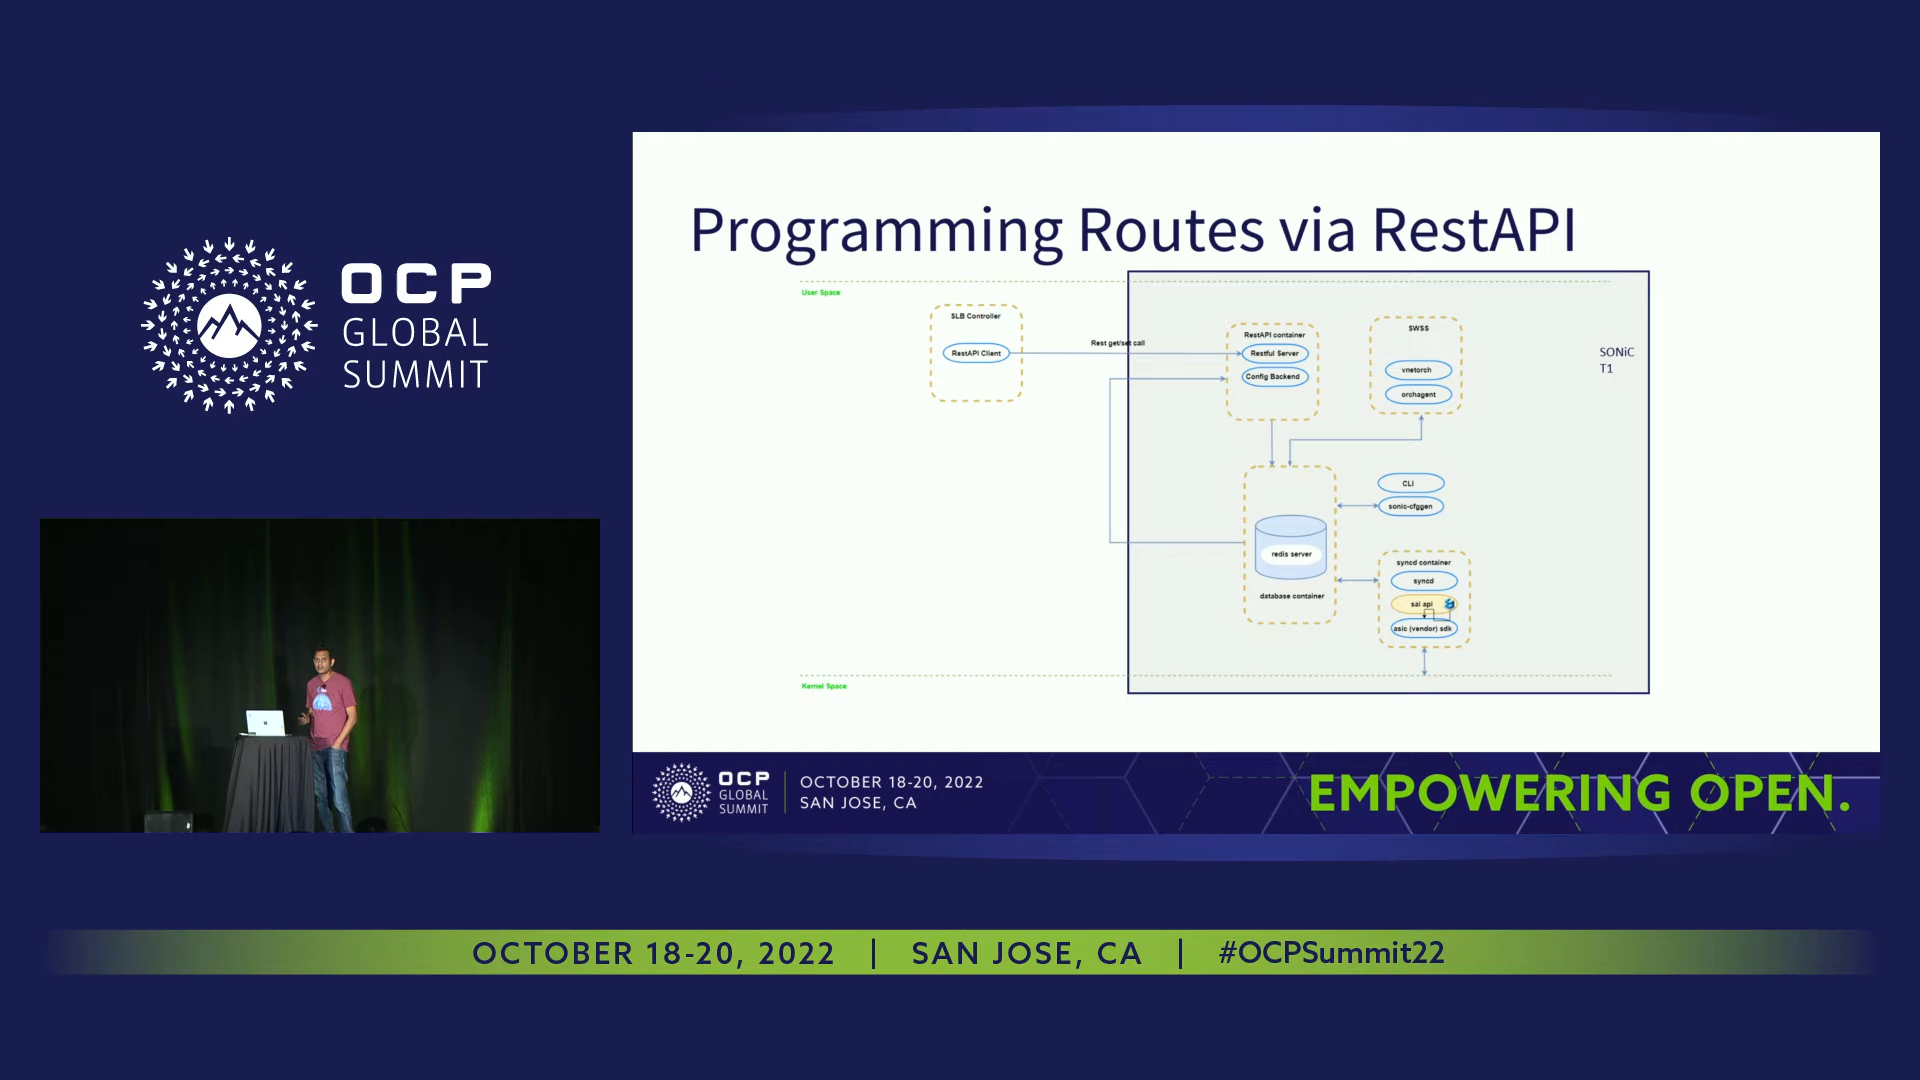 OCP
GLOBAL
SUMMIT
Programming Routes via RestAPI
User Space
SLB Controller
RestAPI Client
Rest get/set call
RestAPI container
Restful Server
Config Backend
SWSS
vnetorch
orchagent
SONiC
T1
CLI
sonic-cfggen
redis server
database container
syncd container
syncd
sai api
asic (vendor) sdk
Kernel Space
OCP
GLOBAL
SUMMIT
OCTOBER 18-20, 2022
SAN JOSE, CA
EMPOWERING OPEN.
OCTOBER 18-20, 2022 | SAN JOSE, CA | #OCPSummit22